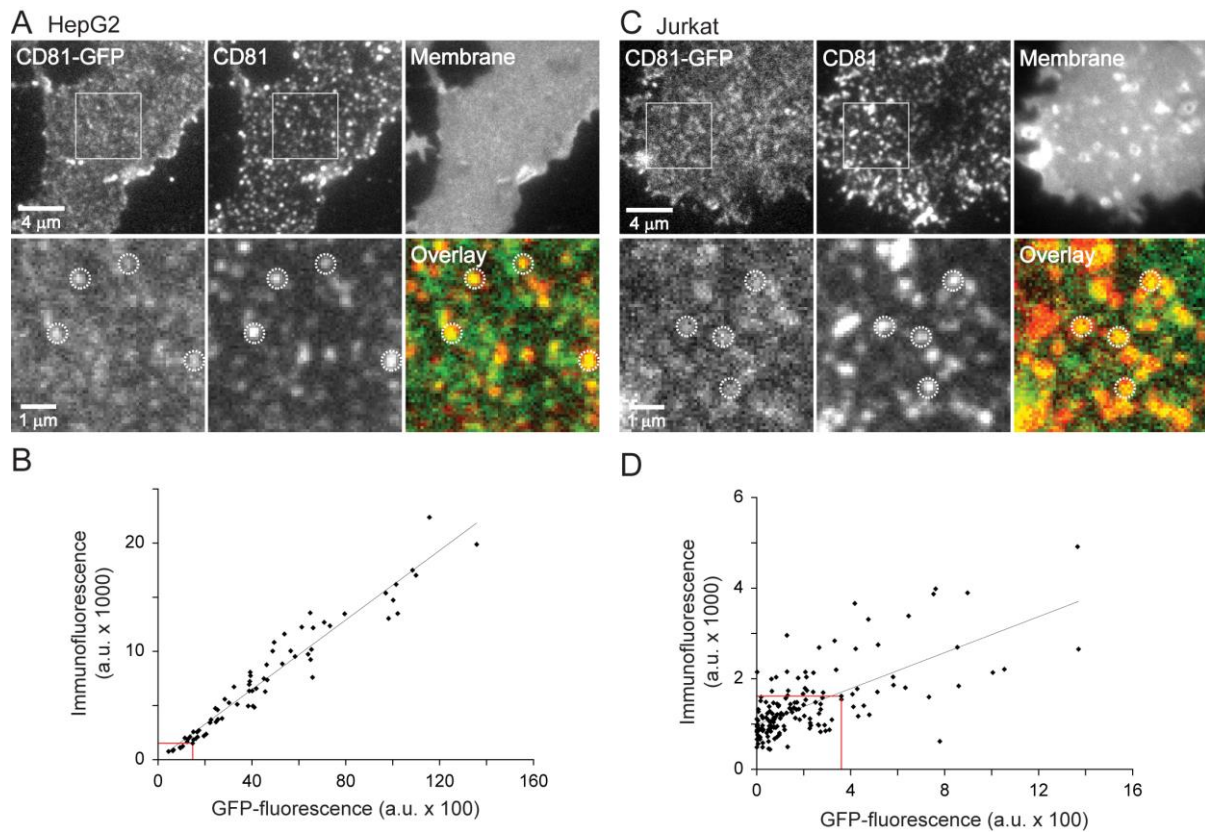 A HepG2
CD81-GFP
CD81
Membrane
4 μm
Overlay
1 μm
C Jurkat
CD81-GFP
CD81
Membrane
4 μm
Overlay
1 μm
B
Immunofluorescence
(a.u. x 1000)
20
10
0
0 40 80 120 160
GFP-fluorescence (a.u. x 100)
D
Immunofluorescence
(a.u. x 1000)
6
4
2
0
0 4 8 12 16
GFP-fluorescence (a.u. x 100)